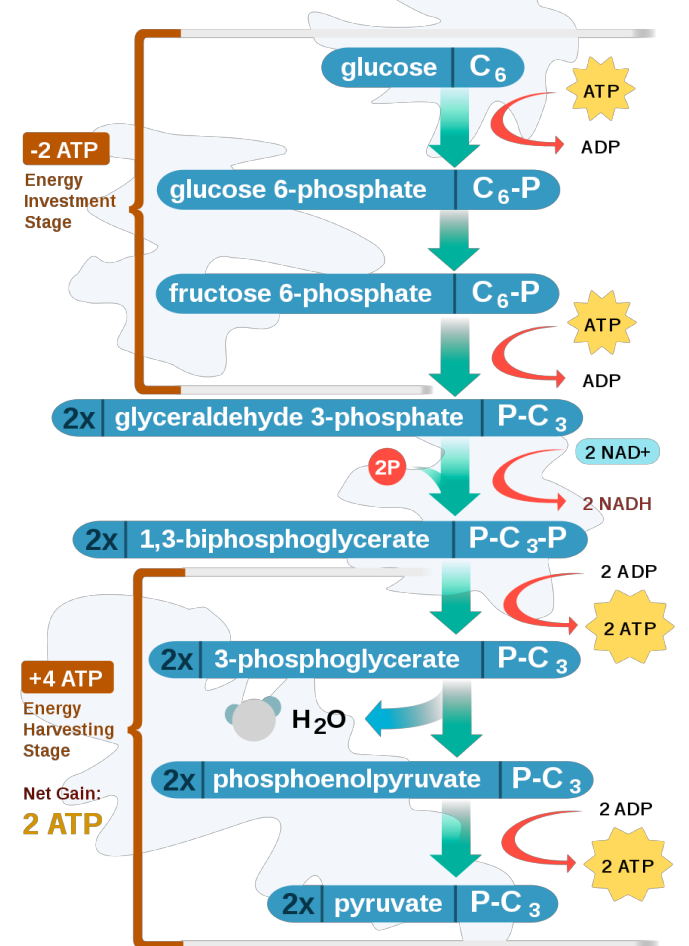 glucose C6
ATP
ADP
-2 ATP
Energy
Investment
Stage
glucose 6-phosphate C6-P
fructose 6-phosphate C6-P
ATP
ADP
2x glyceraldehyde 3-phosphate P-C3
2P
2 NAD+
2 NADH
2x 1,3-biphosphoglycerate P-C3-P
2 ADP
2 ATP
2x 3-phosphoglycerate P-C3
+4 ATP
Energy
Harvesting
Stage
H2O
2x phosphoenolpyruvate P-C3
Net Gain:
2 ATP
2 ADP
2 ATP
2x pyruvate P-C3